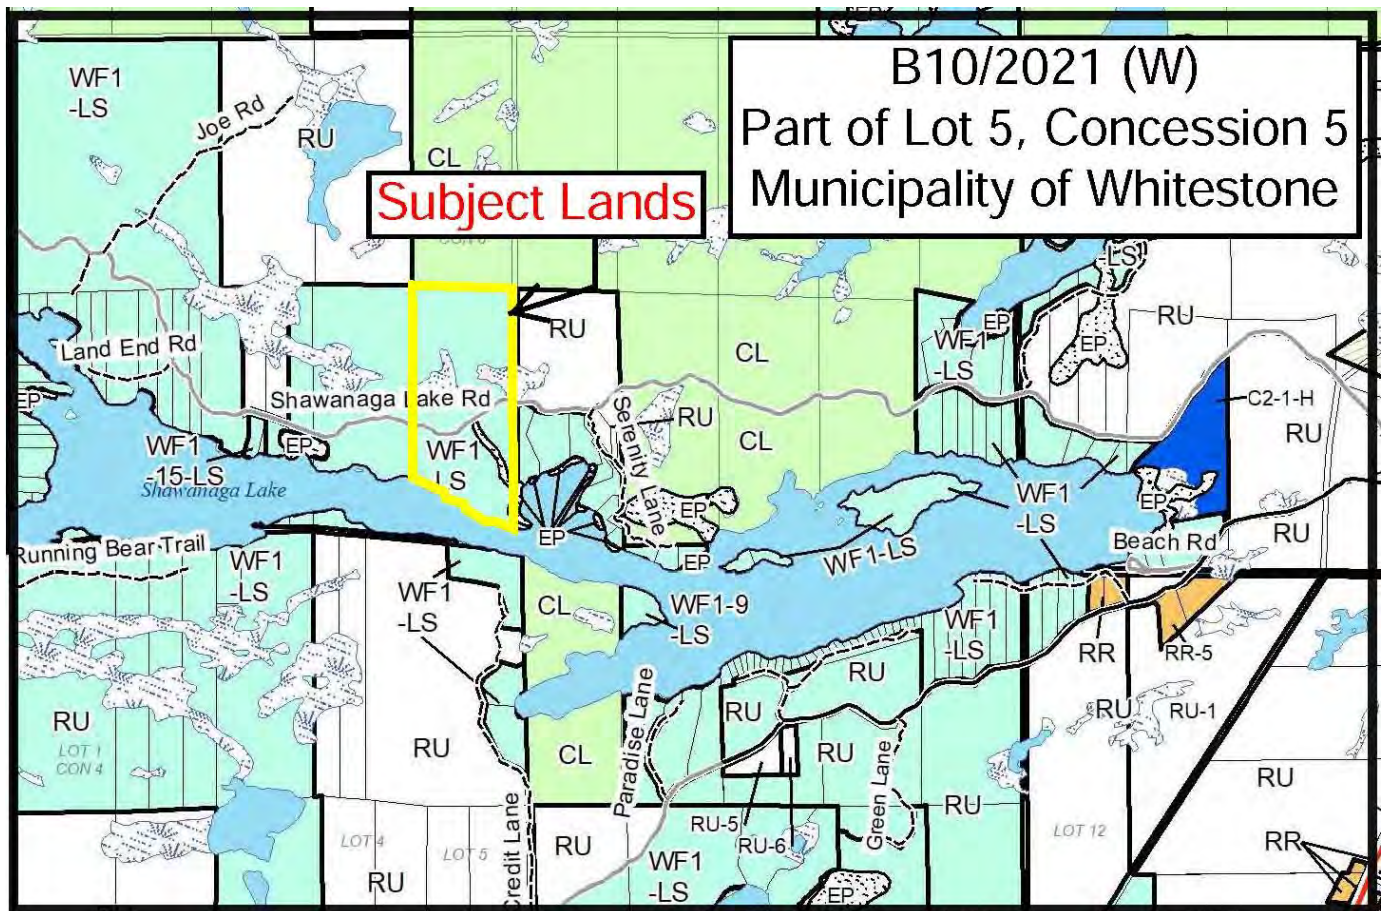 B10/2021 (W)
Part of Lot 5, Concession 5
Municipality of Whitestone
Subject Lands
WF1
-LS
Joe Rd
RU
CL
-LS
Land End Rd
EP
Shawanaga Lake Rd
WF1
-15-LS
EP
Shawanaga Lake
WF1
LS
RU
CL
RU
CL
Serenity Lane
EP
EP
EP
WF1
-LS
EP
EP
RU
C2-1-H
RU
WF1
-LS
EP
RU
Beach Rd
WF1-LS
Running Bear Trail
WF1
-LS
WF1
-LS
CL
WF1-9
-LS
WF1
-LS
RR
RR-5
RU
LOT 1
CON 4
RU
CL
Paradise Lane
RU
RU
RU
Green Lane
RU
RU
RU-1
RU
RU-5
RU-6
LOT 12
LOT 4
LOT 5
RU
Credit Lane
RU
WF1
-LS
EP
RR